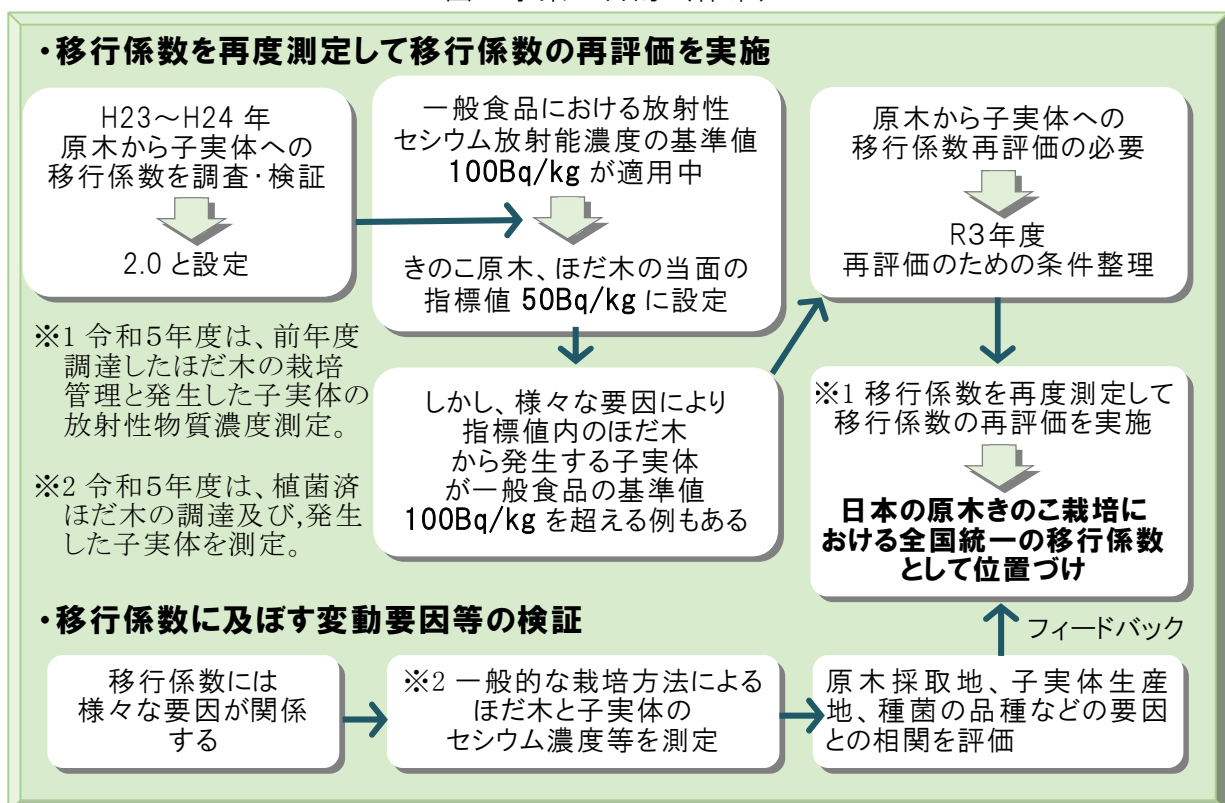 ・移行係数を再度測定して移行係数の再評価を実施
H23～H24 年
原木から子実体への
移行係数を調査・検証
2.0 と設定
一般食品における放射性
セシウム放射能濃度の基準値
100Bq/kg が適用中
きのこ原木、ほだ木の当面の
指標値 50Bq/kg に設定
しかし、様々な要因により
指標値内のほだ木
から発生する子実体
が一般食品の基準値
100Bq/kg を超える例もある
原木から子実体への
移行係数再評価の必要
R3年度
再評価のための条件整理
※1 移行係数を再度測定して
移行係数の再評価を実施
日本の原木きのこ栽培に
おける全国統一の移行係数
として位置づけ
※1 令和5年度は、前年度
調達したほだ木の栽培
管理と発生した子実体の
放射性物質濃度測定。
※2 令和5年度は、植菌済
ほだ木の調達及び,発生
した子実体を測定。
・移行係数に及ぼす変動要因等の検証
移行係数には
様々な要因が関係
する
※2 一般的な栽培方法による
ほだ木と子実体の
セシウム濃度等を測定
原木採取地、子実体生産
地、種菌の品種などの要因
との相関を評価
フィードバック